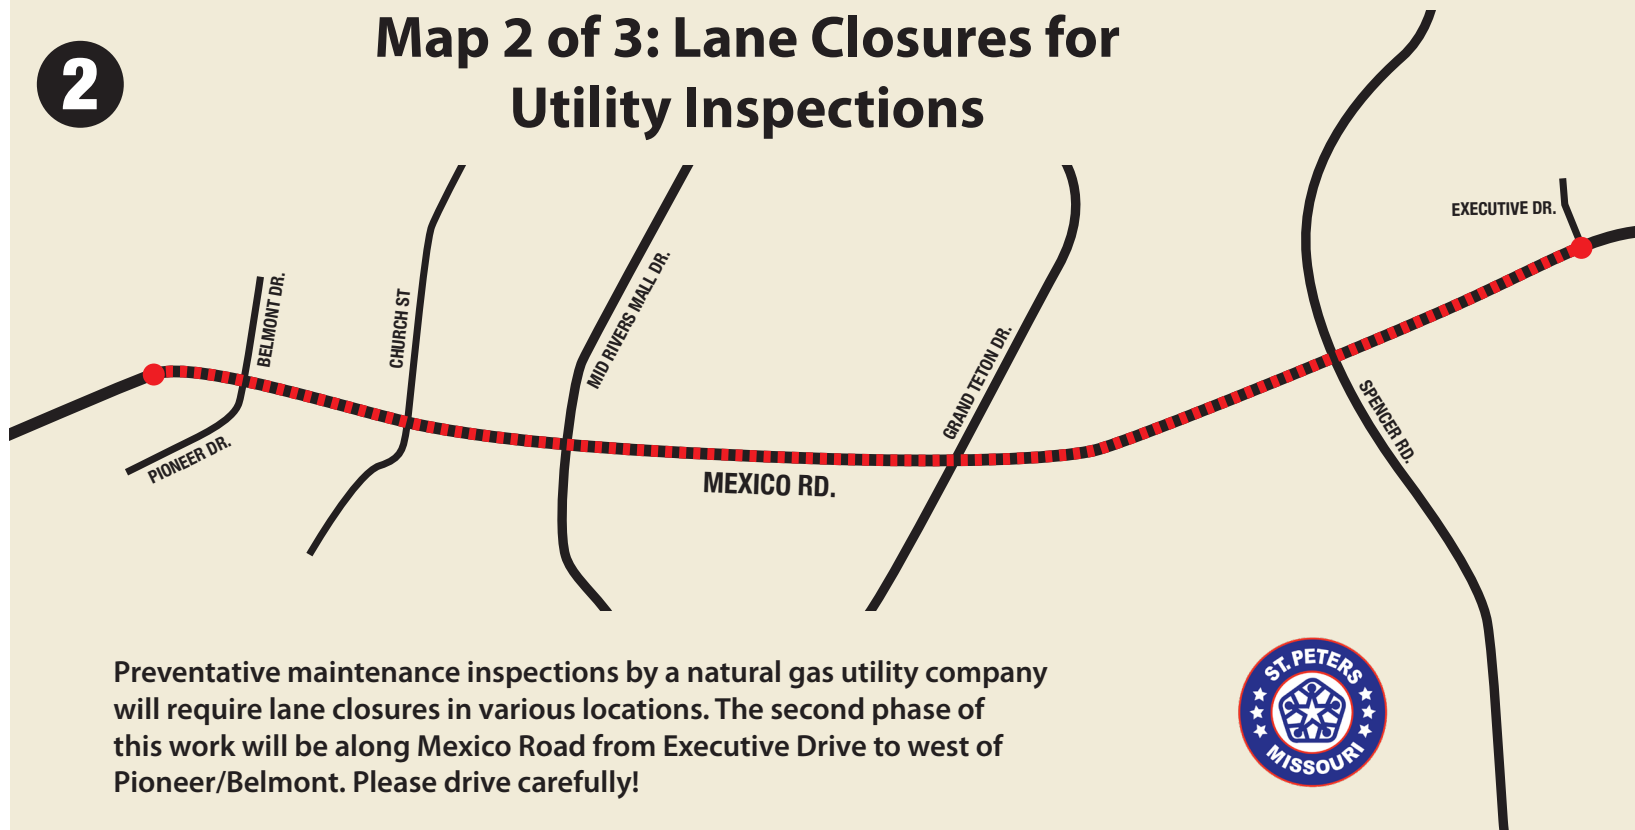 2
Map 2 of 3: Lane Closures for
Utility Inspections
EXECUTIVE DR.
BELMONT DR.
CHURCH ST
MID RIVERS MALL DR.
GRAND TETON DR.
SPENCER RD.
PIONEER DR.
MEXICO RD.
Preventative maintenance inspections by a natural gas utility company
will require lane closures in various locations. The second phase of
this work will be along Mexico Road from Executive Drive to west of
Pioneer/Belmont. Please drive carefully!
ST. PETERS
MISSOURI